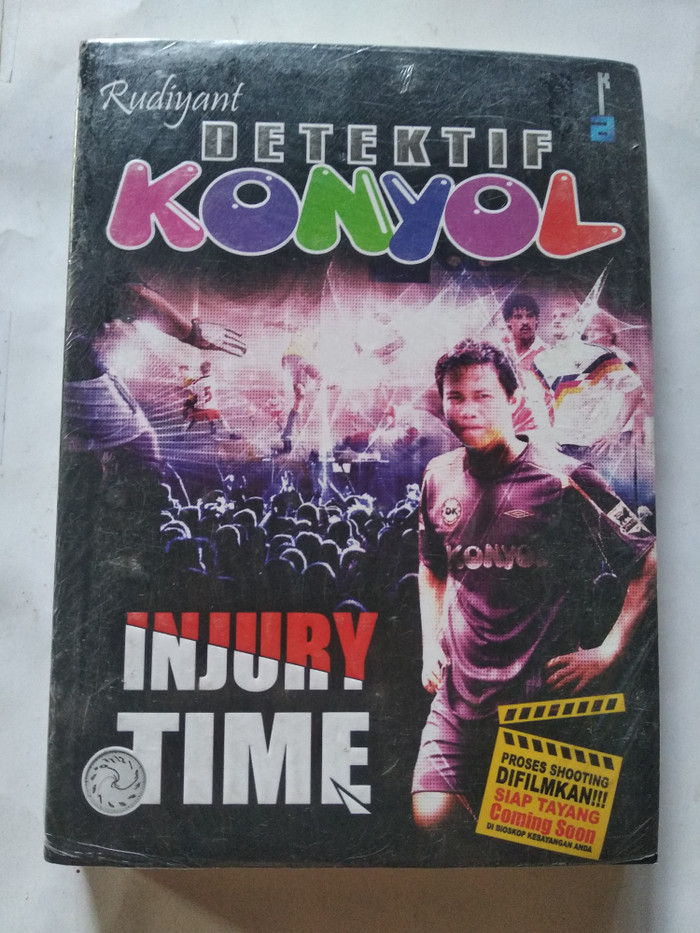 Rudiyant
DETEKTIF
KONYOL
DK
KONYOL
INJURY
TIME
PROSES SHOOTING
DIFILMKAN!!!
SIAP TAYANG
Coming Soon
DI BIOSKOP KESAYANGAN ANDA